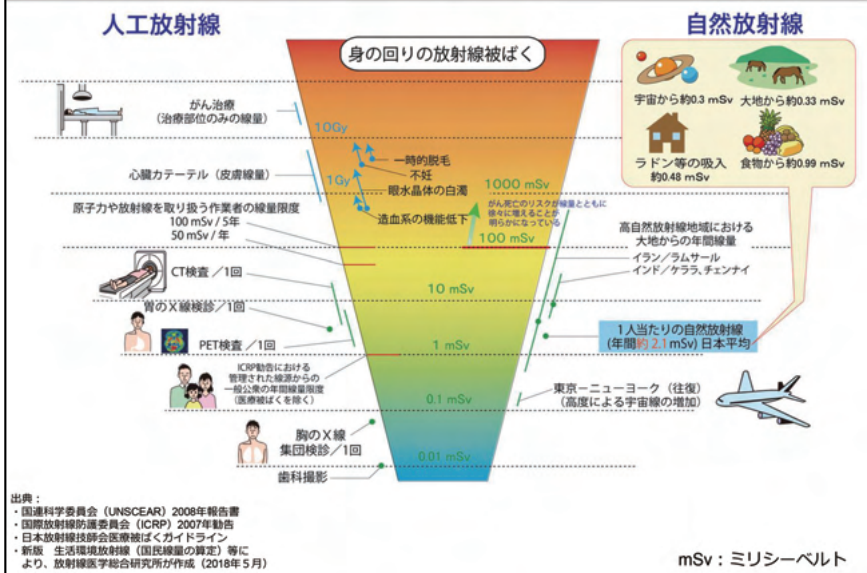 人工放射線
自然放射線
身の回りの放射線被ばく
宇宙から約0.3 mSv
大地から約0.33 mSv
ラドン等の吸入
約0.48 mSv
食物から約0.99 mSv
がん治療
(治療部位のみの線量)
10Gy
一時的脱毛
不妊
心臓カテーテル(皮膚線量)
1Gy
眼水晶体の白濁
1000 mSv
造血系の機能低下
がん死亡のリスクが線量とともに
徐々に増えることが
明らかになっている
原子力や放射線を取り扱う作業者の線量限度
100 mSv / 5年
50 mSv / 年
100 mSv
高自然放射線地域における
大地からの年間線量
イラン/ラムサール
インド/ケララ、チェンナイ
CT検査/1回
10 mSv
胃のX線検診/1回
PET検査/1回
1 mSv
1人当たりの自然放射線
(年間約 2.1mSv) 日本平均
ICRP勧告における
管理された線源からの
一般公衆の年間線量限度
(医療被ばくを除く)
0.1 mSv
東京ーニューヨーク(往復)
(高度による宇宙線の増加)
胸のX線
集団検診/1回
0.01 mSv
歯科撮影
出典:
・国連科学委員会(UNSCEAR)2008年報告書
・国際放射線防護委員会(ICRP)2007年勧告
・日本放射線技師会医療被ばくガイドライン
・新版 生活環境放射線(国民線量の算定)等に
より、放射線医学総合研究所が作成(2018年5月)
mSv:ミリシーベルト